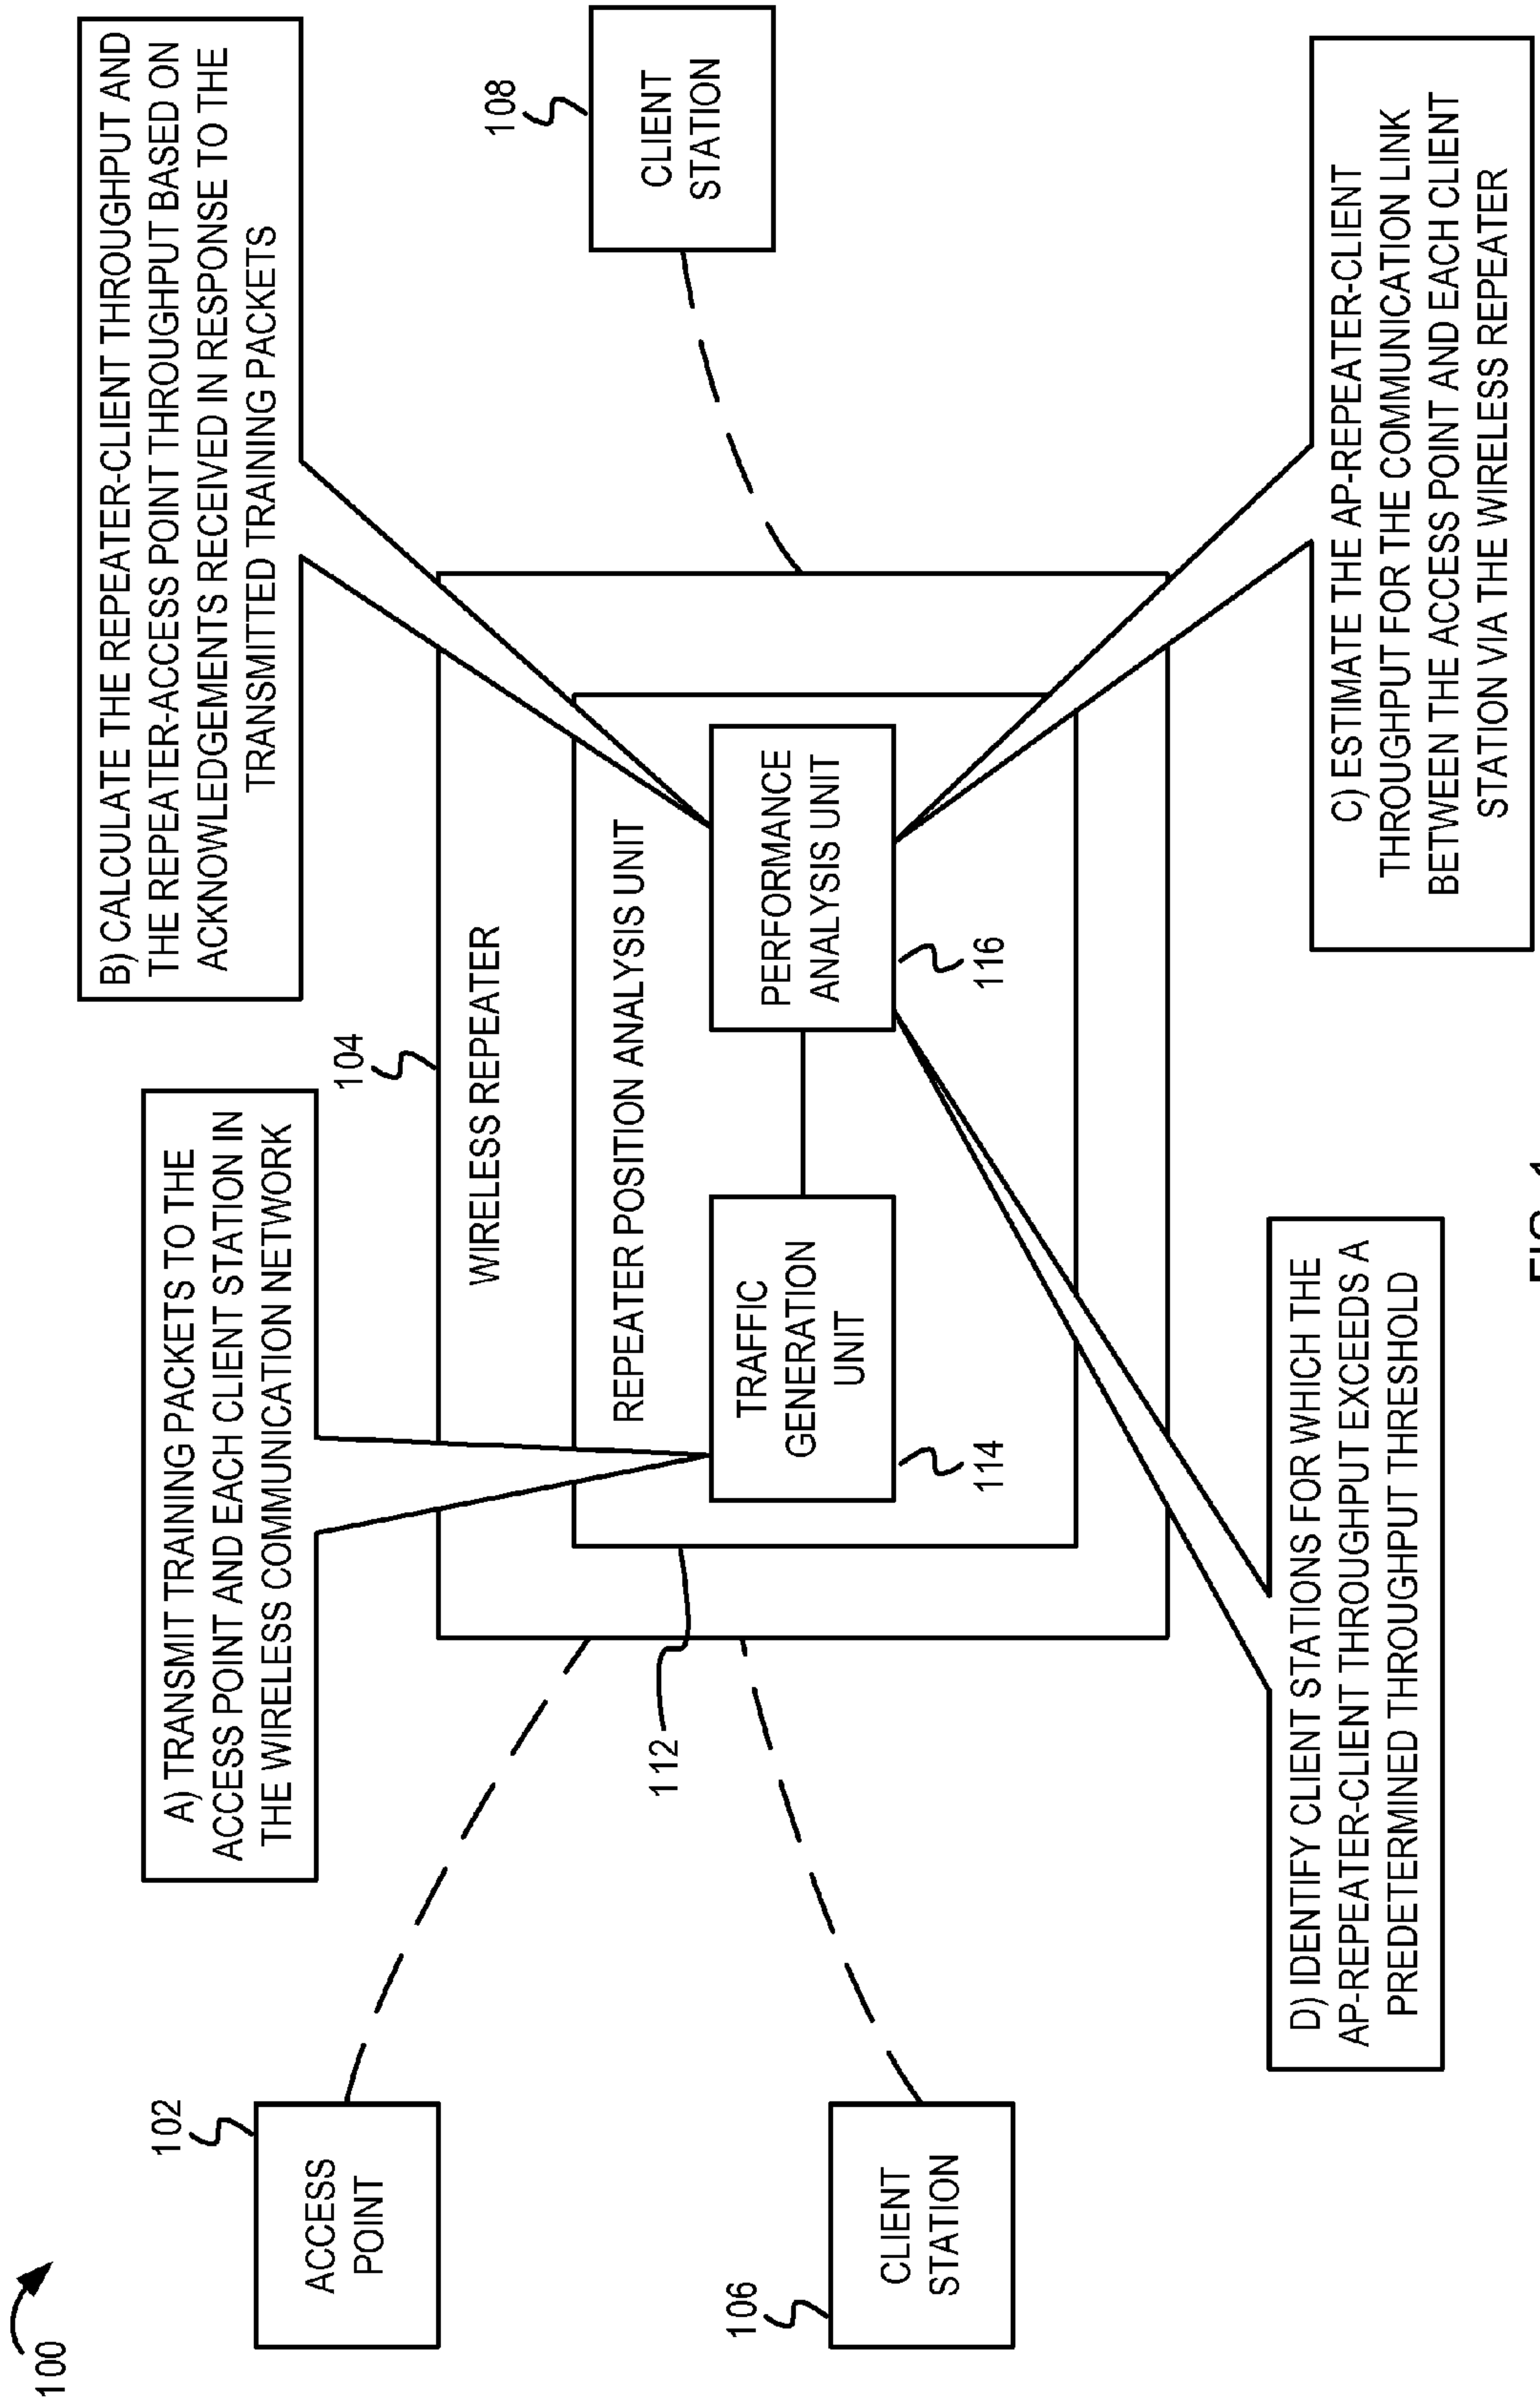 100
A) TRANSMIT TRAINING PACKETS TO THE
ACCESS POINT AND EACH CLIENT STATION IN
THE WIRELESS COMMUNICATION NETWORK
B) CALCULATE THE REPEATER-CLIENT THROUGHPUT AND
THE REPEATER-ACCESS POINT THROUGHPUT BASED ON
ACKNOWLEDGEMENTS RECEIVED IN RESPONSE TO THE
TRANSMITTED TRAINING PACKETS
102
ACCESS
POINT
104
WIRELESS REPEATER
REPEATER POSITION ANALYSIS UNIT
112
TRAFFIC
GENERATION
UNIT
114
PERFORMANCE
ANALYSIS UNIT
116
108
CLIENT
STATION
106
CLIENT
STATION
D) IDENTIFY CLIENT STATIONS FOR WHICH THE
AP-REPEATER-CLIENT THROUGHPUT EXCEEDS A
PREDETERMINED THROUGHPUT THRESHOLD
C) ESTIMATE THE AP-REPEATER-CLIENT
THROUGHPUT FOR THE COMMUNICATION LINK
BETWEEN THE ACCESS POINT AND EACH CLIENT
STATION VIA THE WIRELESS REPEATER